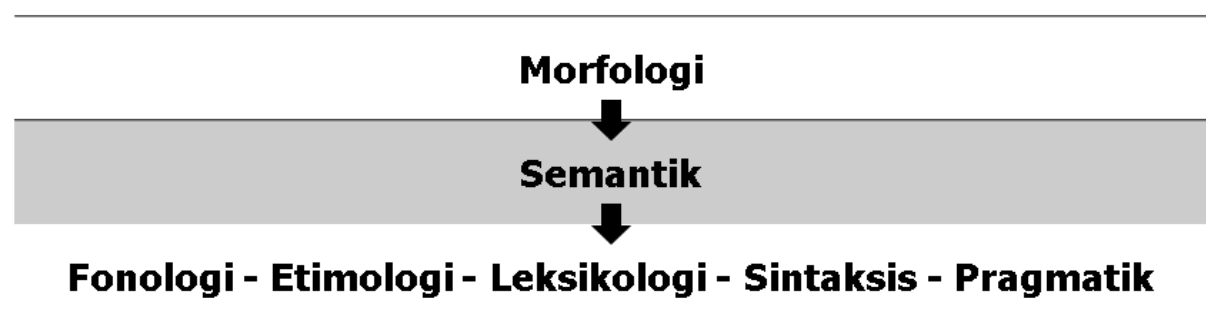 Morfologi
Semantik
Fonologi - Etimologi - Leksikologi - Sintaksis - Pragmatik